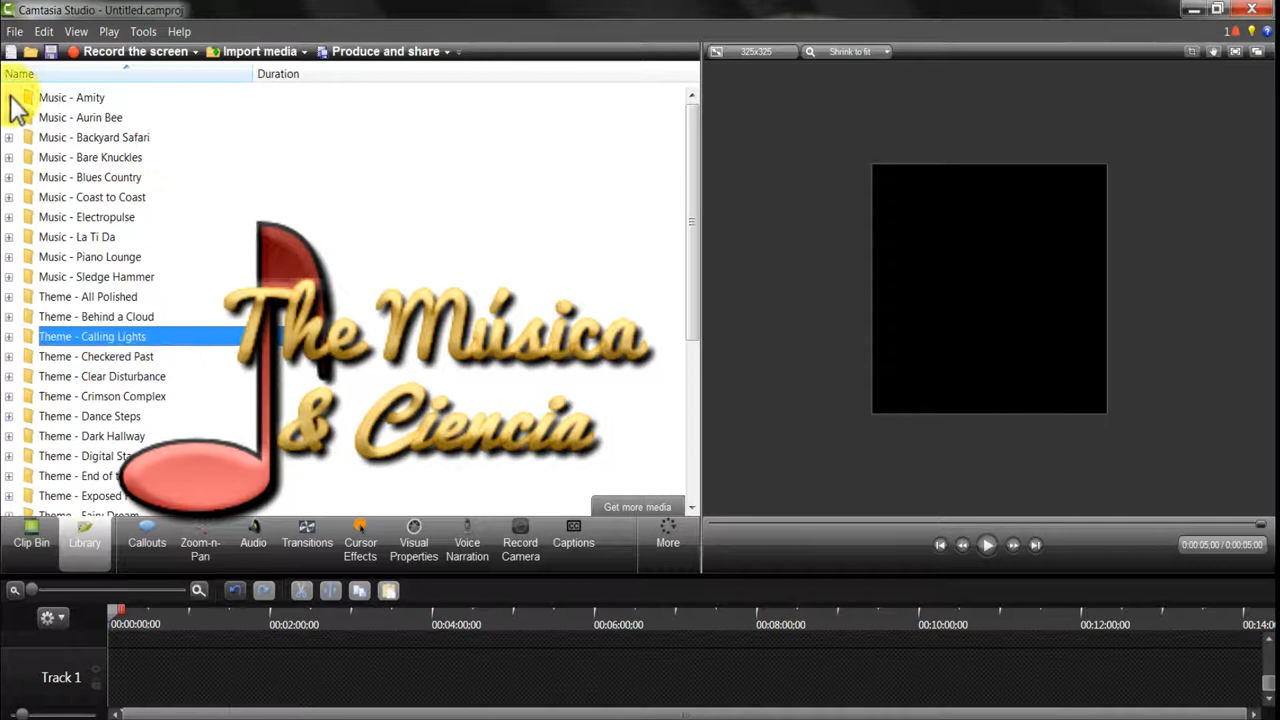 Camtasia Studio - Untitled.camproj
File Edit View Play Tools Help
1
Record the screen Import media Produce and share
325x325 Shrink to fit
Name Duration
Music - Amity
Music - Aurin Bee
Music - Backyard Safari
Music - Bare Knuckles
Music - Blues Country
Music - Coast to Coast
Music - Electropulse
Music - La Ti Da
Music - Piano Lounge
Music - Sledge Hammer
Theme - All Polished
Theme - Behind a Cloud
Theme - Calling Lights
Theme - Checkered Past
Theme - Clear Disturbance
Theme - Crimson Complex
Theme - Dance Steps
Theme - Dark Hallway
Theme - Digital
Theme - End of
Theme - Exposed
Theme - Fairy Dream
The Música
& Ciencia
Get more media
Clip Bin
Library
Callouts
Zoom-n-
Pan
Audio
Transitions
Cursor
Effects
Visual
Properties
Voice
Narration
Record
Camera
Captions
More
0:00:05,00 / 0:00:05,00
00:00:00;00 00:02:00;00 00:04:00;00 00:06:00;00 00:08:00;00 00:10:00;00 00:12:00;00 00:14:0
Track 1